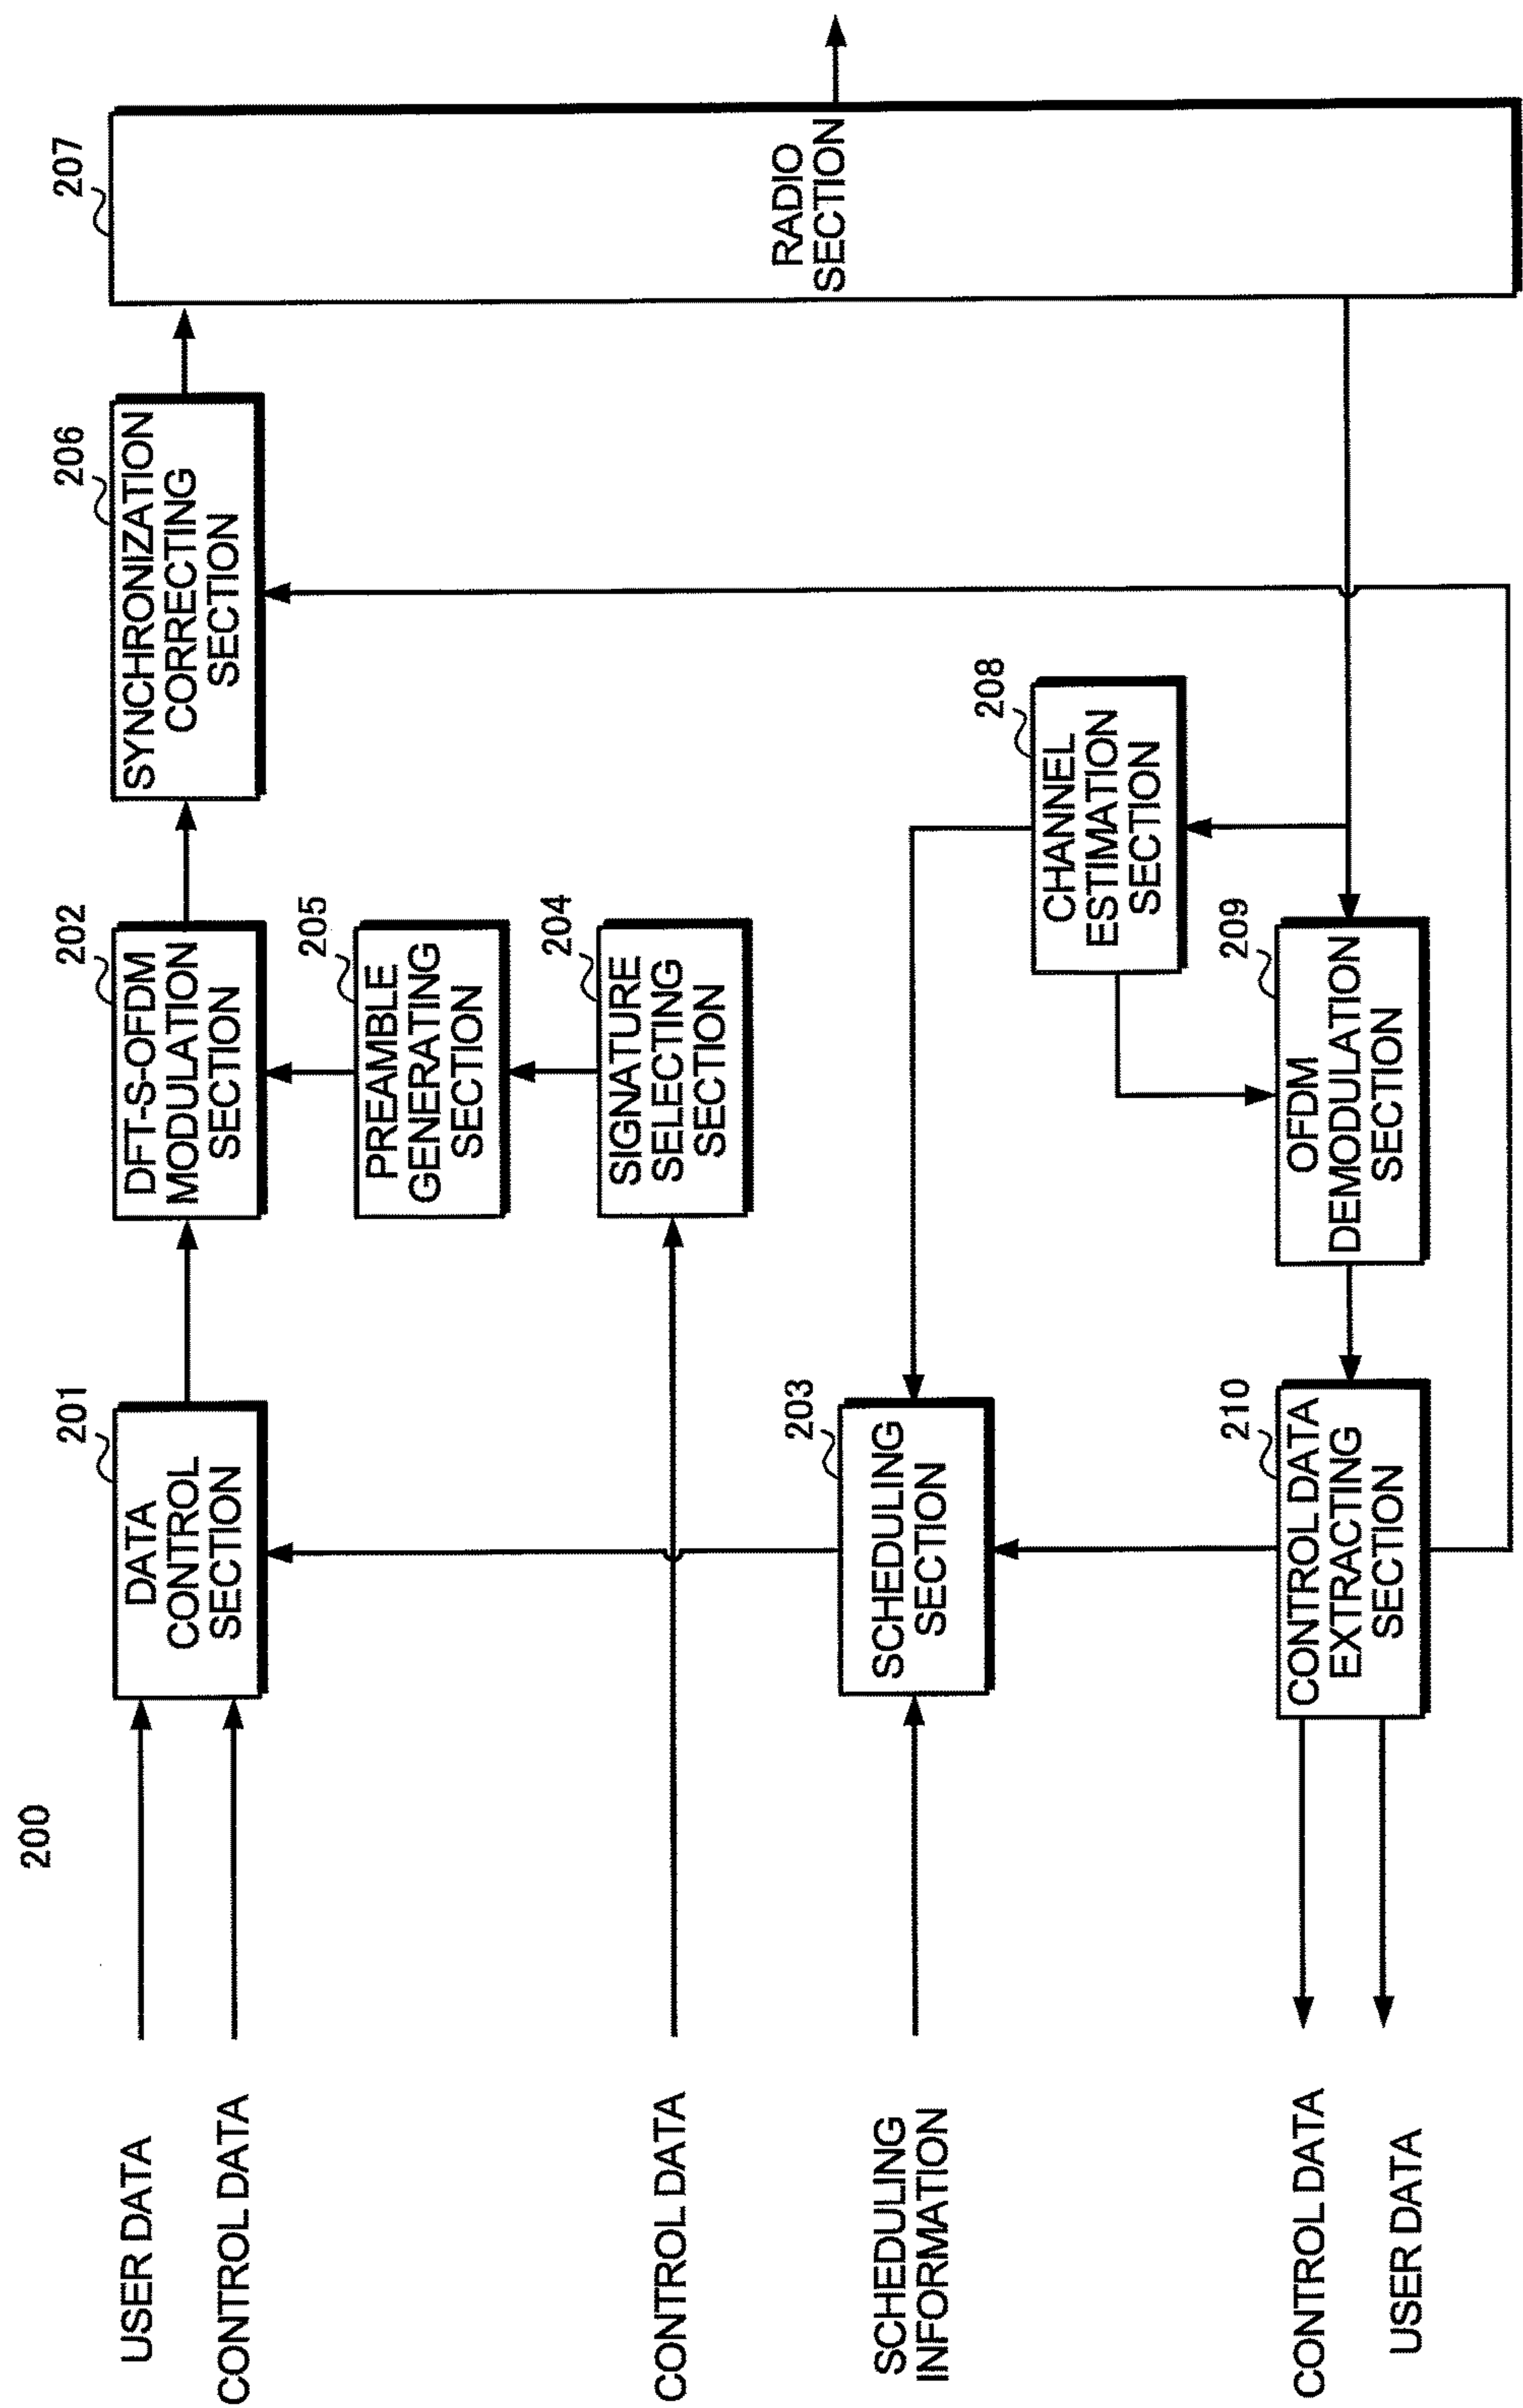 200
USER DATA
CONTROL DATA
201
DATA
CONTROL
SECTION
202
DFT-S-OFDM
MODULATION
SECTION
206
SYNCHRONIZATION
CORRECTING
SECTION
207
RADIO
SECTION
205
PREAMBLE
GENERATING
SECTION
CONTROL DATA
204
SIGNATURE
SELECTING
SECTION
SCHEDULING
INFORMATION
203
SCHEDULING
SECTION
208
CHANNEL
ESTIMATION
SECTION
CONTROL DATA
USER DATA
210
CONTROL DATA
EXTRACTING
SECTION
209
OFDM
DEMODULATION
SECTION